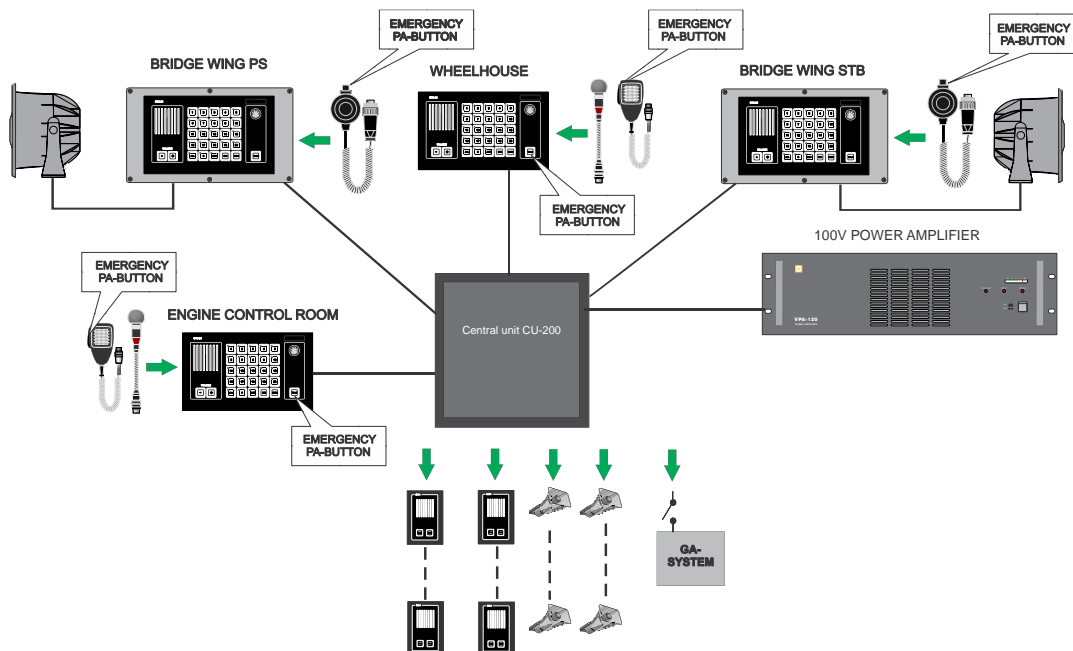 EMERGENCY
PA-BUTTON
EMERGENCY
PA-BUTTON
EMERGENCY
PA-BUTTON
BRIDGE WING PS
WHEELHOUSE
BRIDGE WING STB
EMERGENCY
PA-BUTTON
100V POWER AMPLIFIER
EMERGENCY
PA-BUTTON
VPA-120
ENGINE CONTROL ROOM
Central unit CU-200
EMERGENCY
PA-BUTTON
GA-
SYSTEM